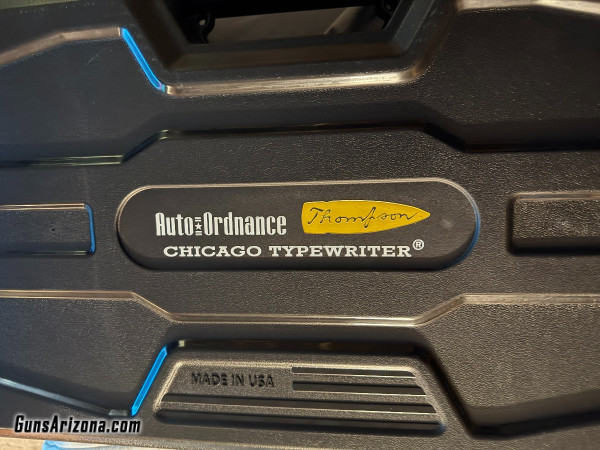 Auto-Ordnance Thompson
CHICAGO TYPEWRITER®
MADE IN USA
GunsArizona.com